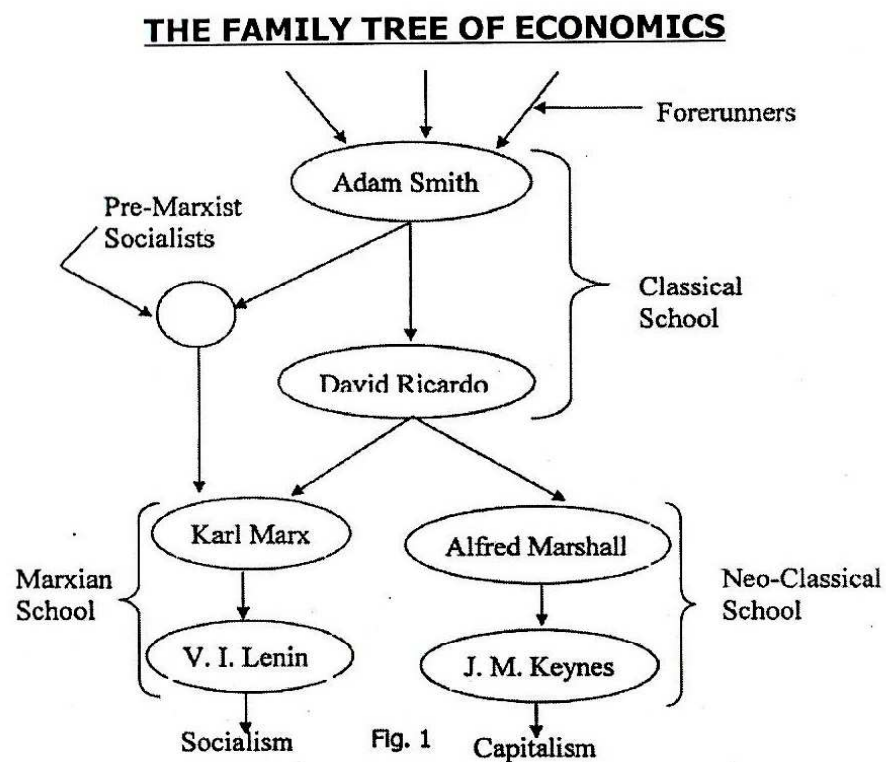 THE FAMILY TREE OF ECONOMICS
Forerunners
Adam Smith
Pre-Marxist
Socialists
Classical
School
David Ricardo
Karl Marx
Alfred Marshall
Marxian
School
Neo-Classical
School
V. I. Lenin
J. M. Keynes
Socialism
Fig. 1
Capitalism